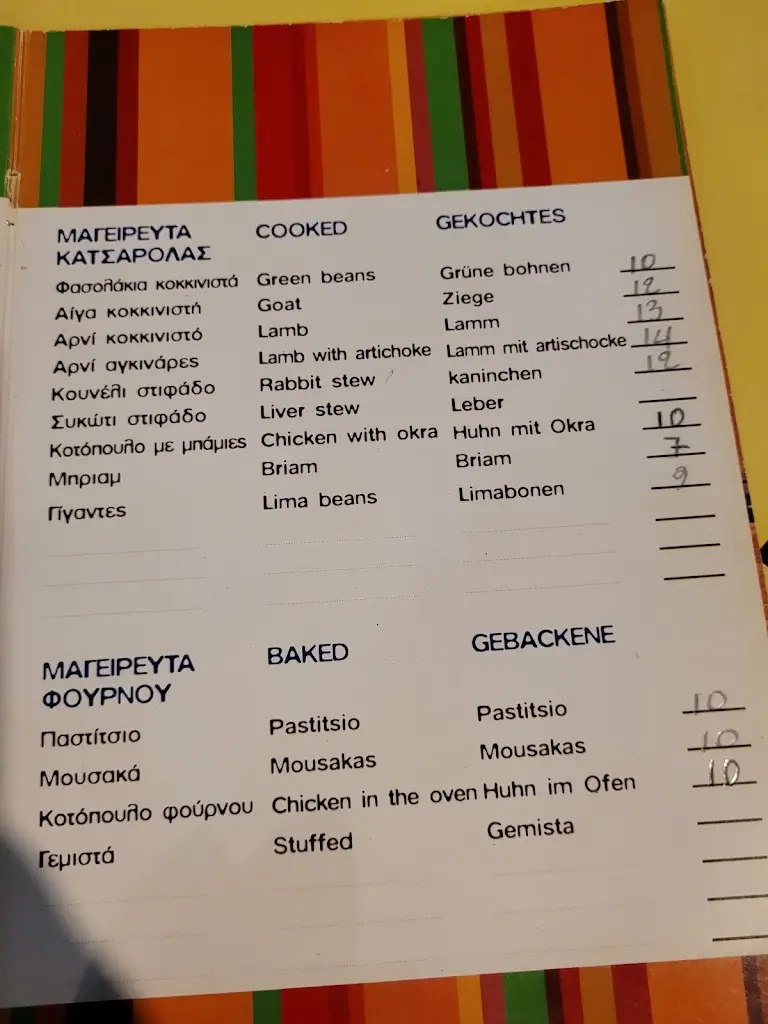 ΜΑΓΕΙΡΕΥΤΑ ΚΑΤΣΑΡΟΛΑΣ COOKED GEKOCHTES
Φασολάκια κοκκινιστά Green beans Grüne bohnen 10
Αίγα κοκκινιστή Goat Ziege 12
Αρνί κοκκινιστό Lamb Lamm 13
Αρνί αγκινάρες Lamb with artichoke Lamm mit artischocke 14
Κουνέλι στιφάδο Rabbit stew kaninchen 12
Συκώτι στιφάδο Liver stew Leber
Κοτόπουλο με μπάμιες Chicken with okra Huhn mit Okra 10
Μπριαμ Briam Briam 7
Γίγαντες Lima beans Limabonen 9
ΜΑΓΕΙΡΕΥΤΑ ΦΟΥΡΝΟΥ BAKED GEBACKENE
Παστίτσιο Pastitsio Pastitsio 10
Μουσακά Mousakas Mousakas 10
Κοτόπουλο φούρνου Chicken in the oven Huhn im Ofen 10
Γεμιστά Stuffed Gemista